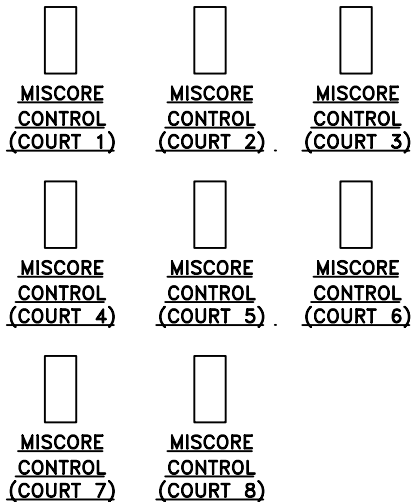 MISCORE
CONTROL
(COURT 1)
MISCORE
CONTROL
(COURT 2) .
MISCORE
CONTROL
(COURT 3)
MISCORE
CONTROL
(COURT 4)
MISCORE
CONTROL
(COURT 5) .
MISCORE
CONTROL
(COURT 6)
MISCORE
CONTROL
(COURT 7)
MISCORE
CONTROL
(COURT 8)